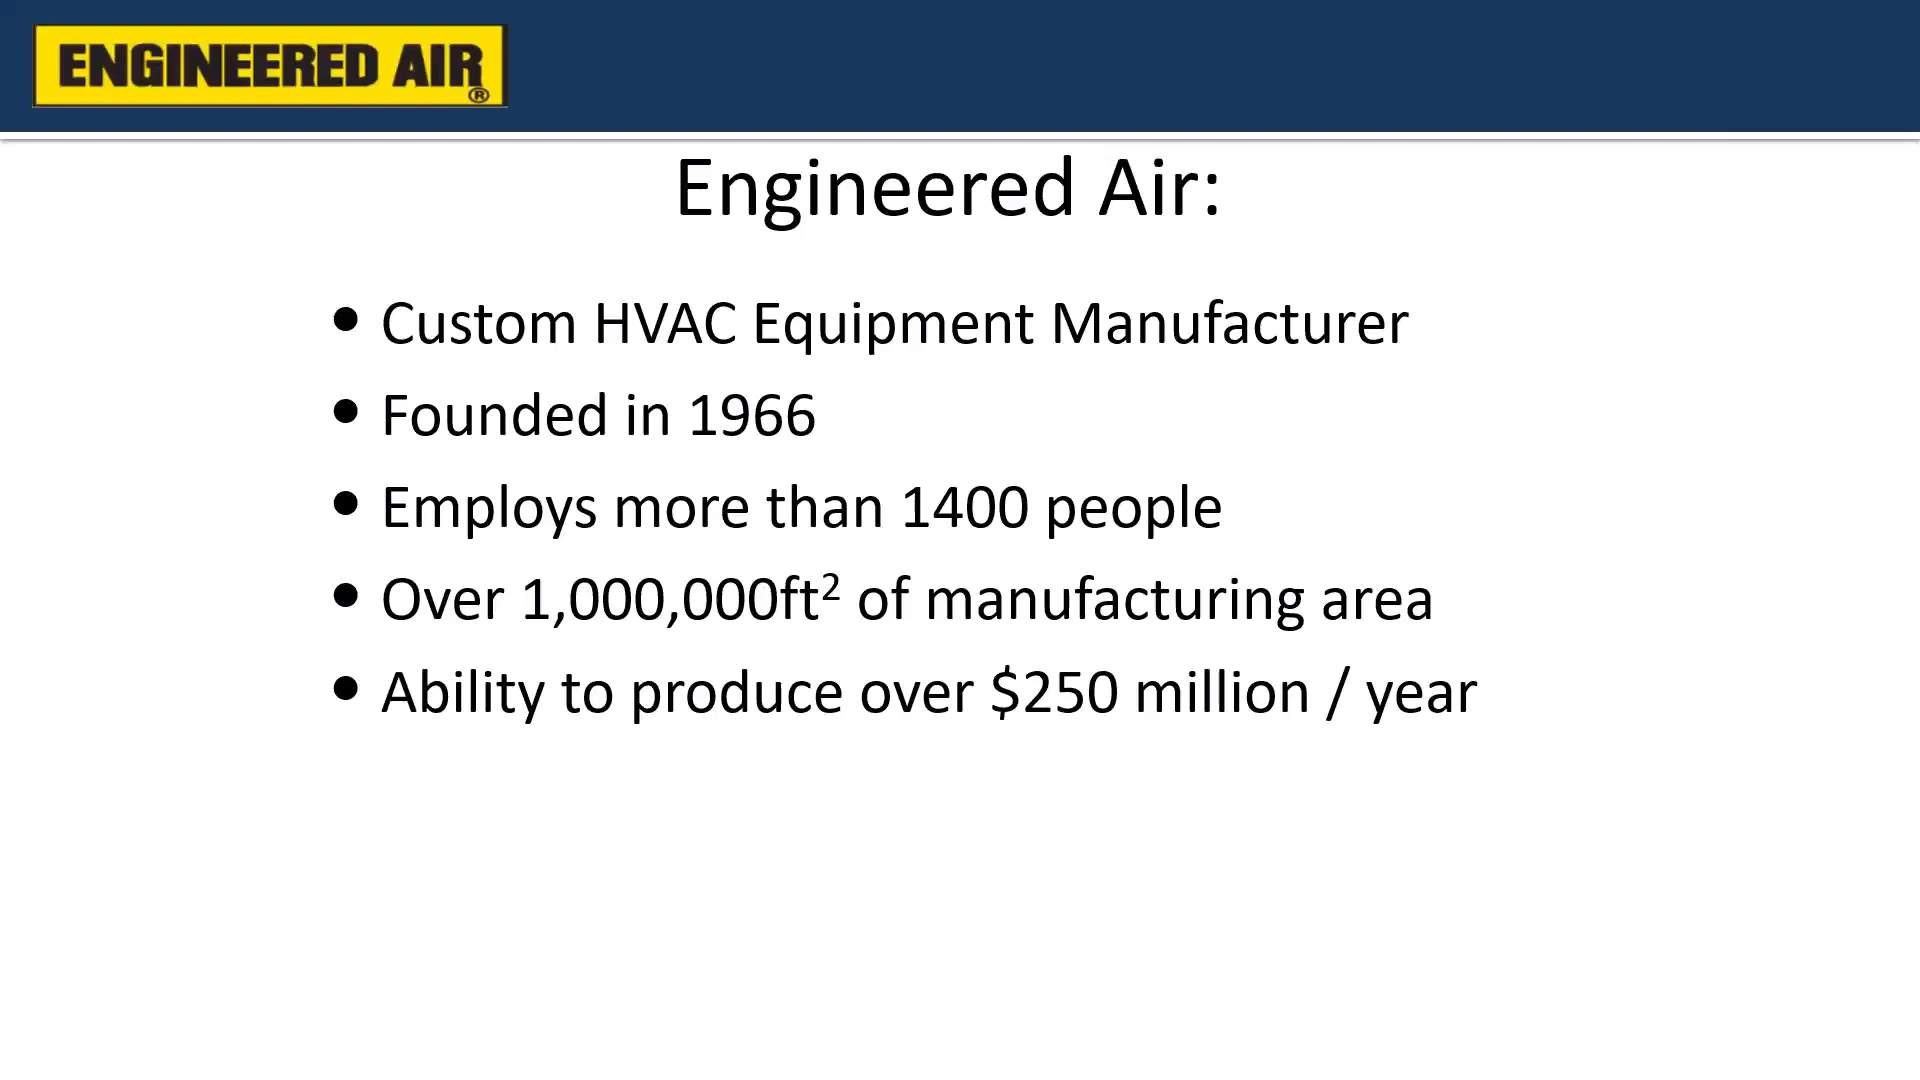 ENGINEERED AIR®
Engineered Air:
• Custom HVAC Equipment Manufacturer
• Founded in 1966
• Employs more than 1400 people
• Over 1,000,000ft² of manufacturing area
• Ability to produce over $250 million / year